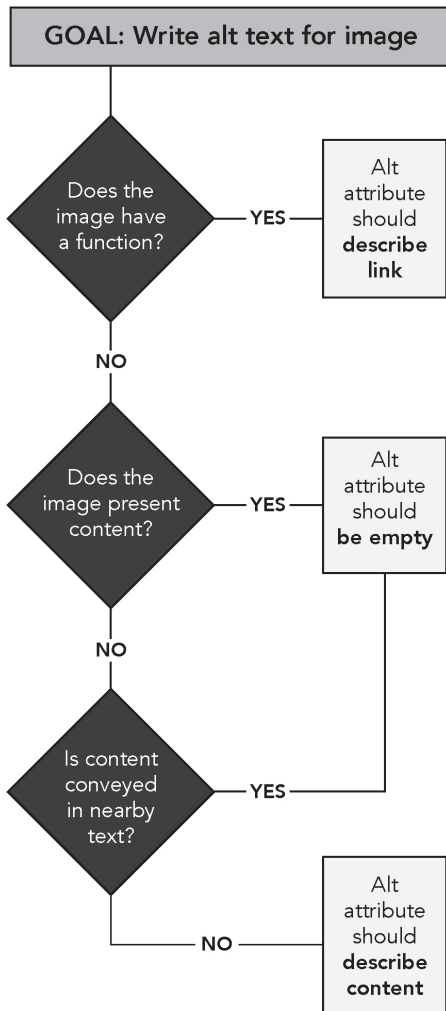 GOAL: Write alt text for image
Does the
image have
a function?
YES
Alt
attribute
should
describe
link
NO
Does the
image present
content?
YES
Alt
attribute
should
be empty
NO
Is content
conveyed
in nearby
text?
YES
NO
Alt
attribute
should
describe
content